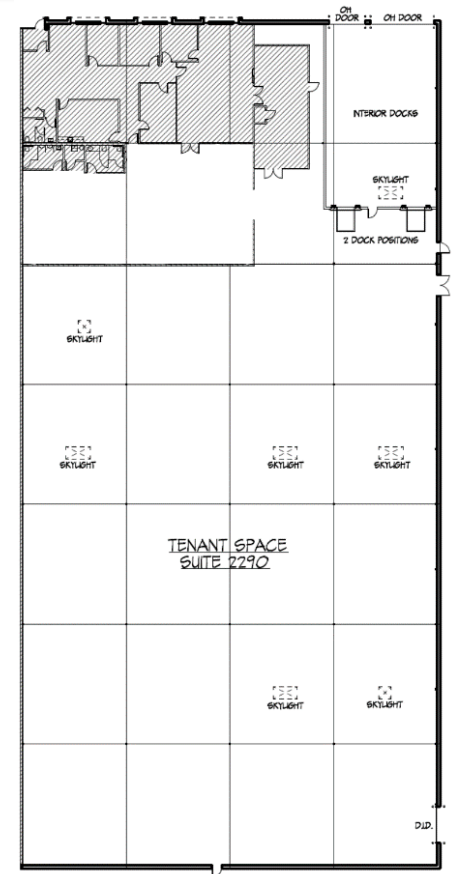 OH
DOOR
OH DOOR
INTERIOR DOCKS
SKYLIGHT
2 DOCK POSITIONS
SKYLIGHT
SKYLIGHT
SKYLIGHT
SKYLIGHT
TENANT SPACE
SUITE 2290
SKYLIGHT
SKYLIGHT
D.I.D.